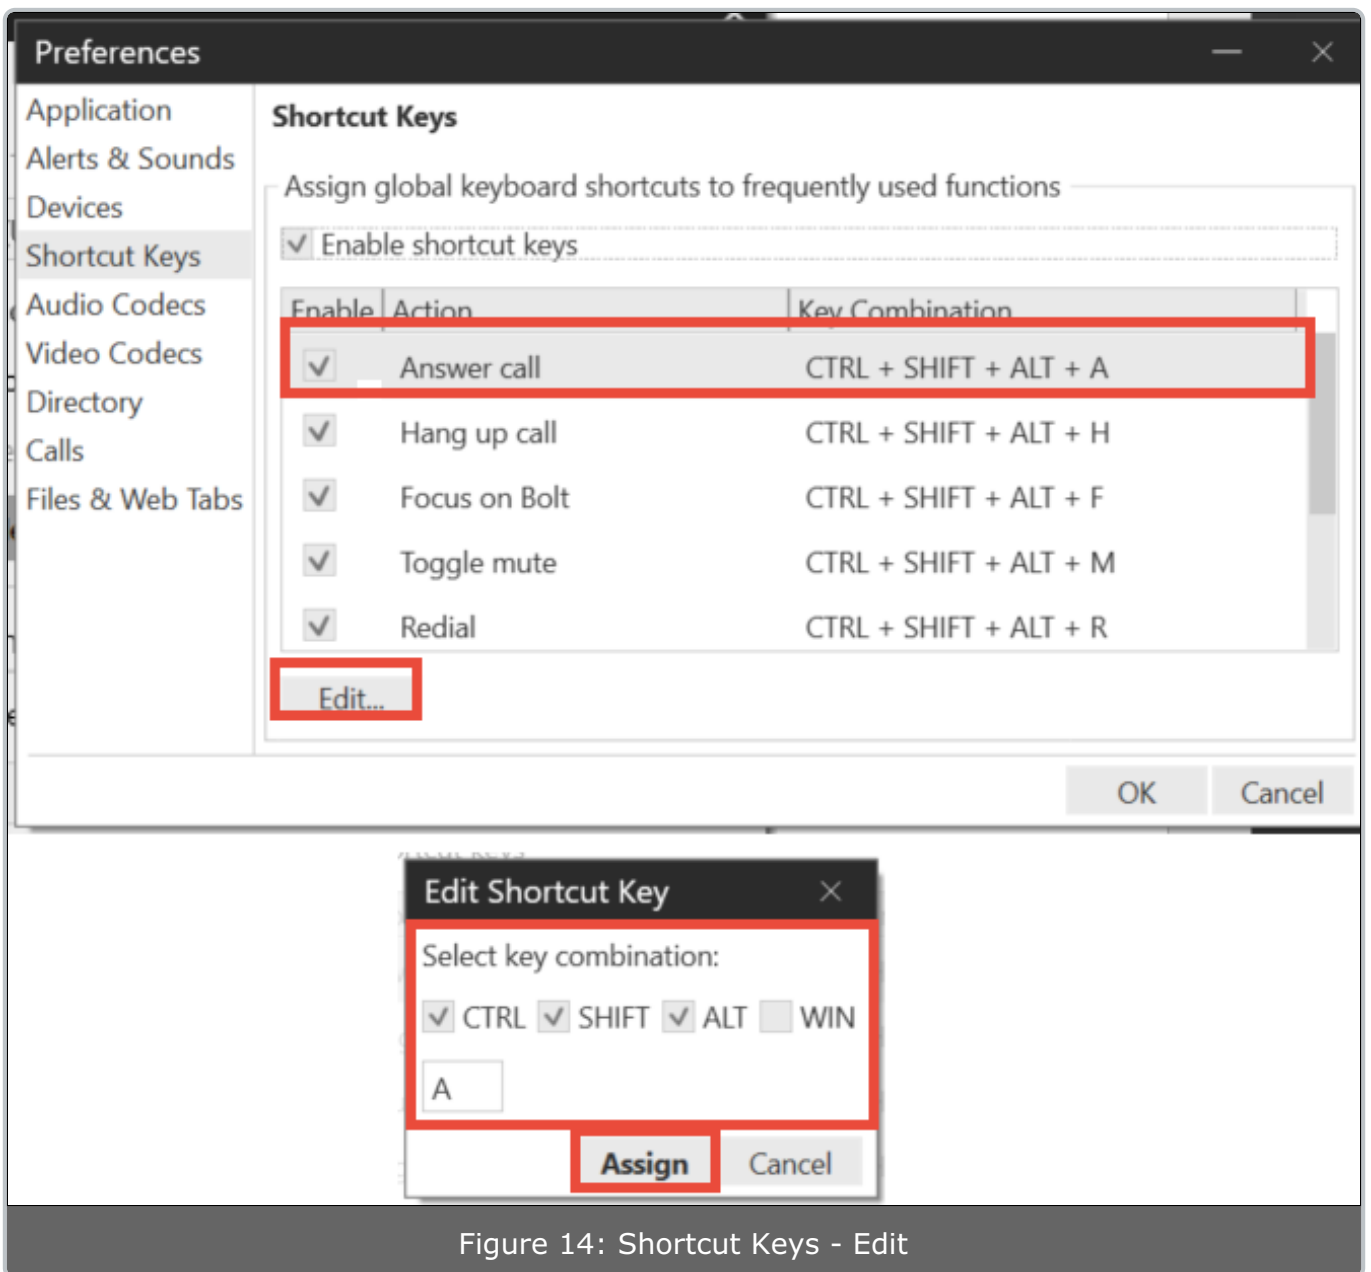 Preferences
Application
Alerts & Sounds
Devices
Shortcut Keys
Audio Codecs
Video Codecs
Directory
Calls
Files & Web Tabs
Shortcut Keys
Assign global keyboard shortcuts to frequently used functions
Enable shortcut keys
Enable Action Key Combination
Answer call CTRL + SHIFT + ALT + A
Hang up call CTRL + SHIFT + ALT + H
Focus on Bolt CTRL + SHIFT + ALT + F
Toggle mute CTRL + SHIFT + ALT + M
Redial CTRL + SHIFT + ALT + R
Edit...
OK Cancel
Edit Shortcut Key
Select key combination:
CTRL SHIFT ALT WIN
A
Assign Cancel
Figure 14: Shortcut Keys - Edit